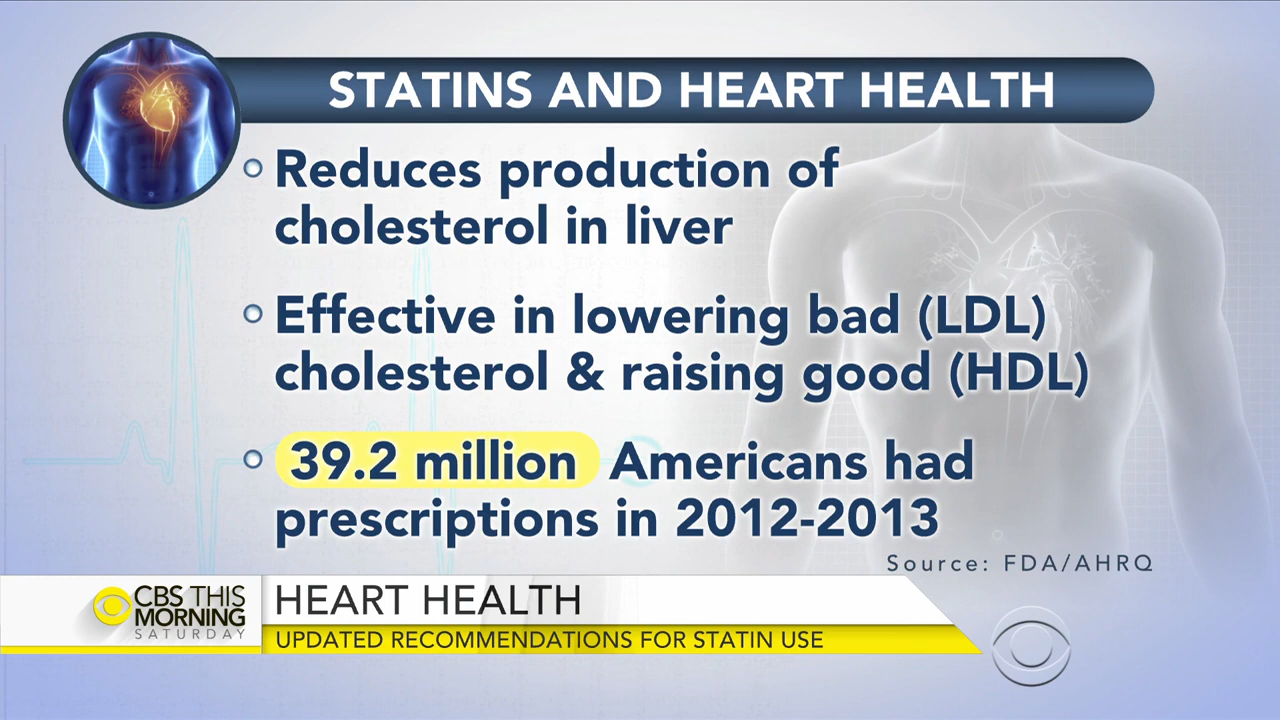 STATINS AND HEART HEALTH
Reduces production of
cholesterol in liver
Effective in lowering bad (LDL)
cholesterol & raising good (HDL)
39.2 million Americans had
prescriptions in 2012-2013
Source: FDA/AHRQ
CBS THIS
MORNING
SATURDAY
HEART HEALTH
UPDATED RECOMMENDATIONS FOR STATIN USE